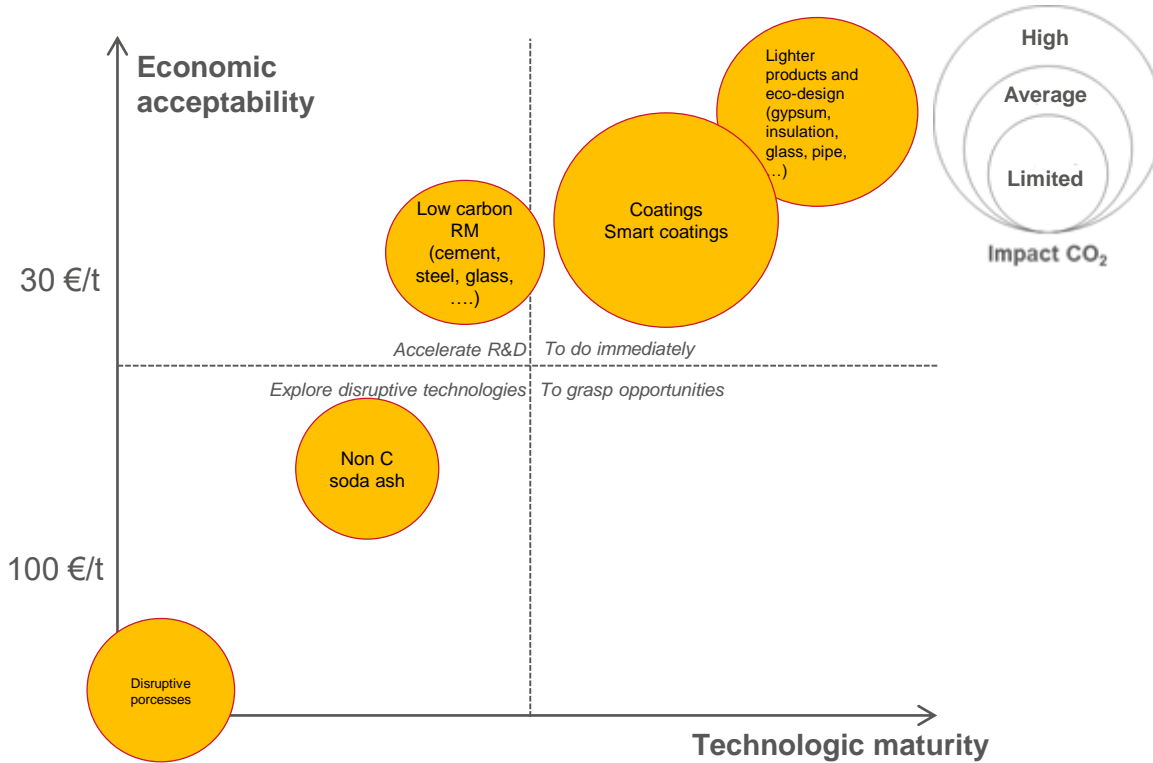 Economic
acceptability
Lighter
products and
eco-design
(gypsum,
insulation,
glass, pipe,
…)
High
Average
Limited
Impact CO₂
Low carbon
RM
(cement,
steel, glass,
….)
Coatings
Smart coatings
30 €/t
Accelerate R&D
To do immediately
Explore disruptive technologies
To grasp opportunities
Non C
soda ash
100 €/t
Disruptive
porcesses
Technologic maturity